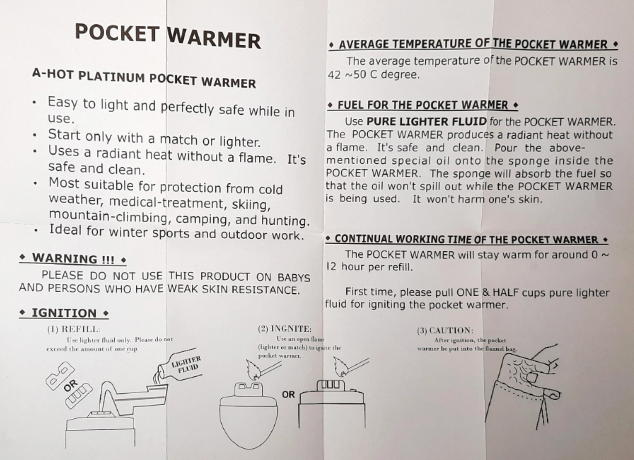 POCKET WARMER
A-HOT PLATINUM POCKET WARMER
• Easy to light and perfectly safe while in
use.
• Start only with a match or lighter.
• Uses a radiant heat without a flame. It's
safe and clean.
• Most suitable for protection from cold
weather, medical-treatment, skiing,
mountain-climbing, camping, and hunting.
• Ideal for winter sports and outdoor work.
◆ WARNING !!! ◆
PLEASE DO NOT USE THIS PRODUCT ON BABYS
AND PERSONS WHO HAVE WEAK SKIN RESISTANCE.
◆ AVERAGE TEMPERATURE OF THE POCKET WARMER ◆
The average temperature of the POCKET WARMER is
42 ~50 C degree.
◆ FUEL FOR THE POCKET WARMER ◆
Use PURE LIGHTER FLUID for the POCKET WARMER.
The POCKET WARMER produces a radiant heat without
a flame. It's safe and clean. Pour the above-
mentioned special oil onto the sponge inside the
POCKET WARMER. The sponge will absorb the fuel so
that the oil won't spill out while the POCKET WARMER
is being used. It won't harm one's skin.
◆ CONTINUAL WORKING TIME OF THE POCKET WARMER ◆
The POCKET WARMER will stay warm for around 0 ~
12 hour per refill.
First time, please pull ONE & HALF cups pure lighter
fluid for igniting the pocket warmer.
◆ IGNITION ◆
(1) REFILL:
Use lighter fluid only. Please do not
exceed the amount of one cup
OR
LIGHTER
FLUID
(2) INGNITE:
Use an open flame
(lighter or match) to ignite the
pocket warmer.
OR
(3) CAUTION:
After ignition, the pocket
warmer be put into the flannel bag.